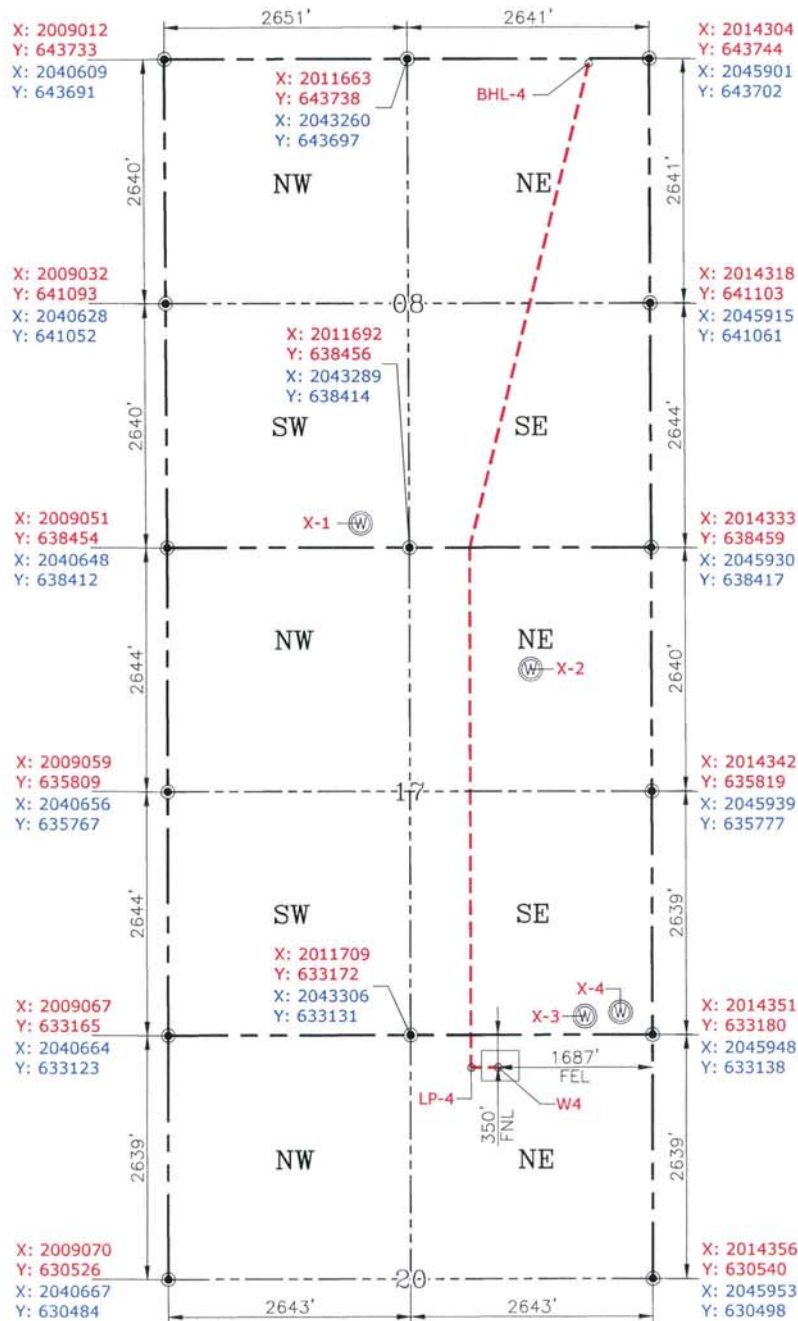 2651'
2641'
X: 2009012
Y: 643733
X: 2040609
Y: 643691
X: 2011663
Y: 643738
X: 2043260
Y: 643697
BHL-4
X: 2014304
Y: 643744
X: 2045901
Y: 643702
2640'
NW
NE
2641'
X: 2009032
Y: 641093
X: 2040628
Y: 641052
08
X: 2014318
Y: 641103
X: 2045915
Y: 641061
X: 2011692
Y: 638456
X: 2043289
Y: 638414
2640'
SW
SE
2644'
X-1
W
X: 2009051
Y: 638454
X: 2040648
Y: 638412
X: 2014333
Y: 638459
X: 2045930
Y: 638417
2644'
NW
NE
2640'
W
X-2
X: 2009059
Y: 635809
X: 2040656
Y: 635767
17
X: 2014342
Y: 635819
X: 2045939
Y: 635777
2644'
SW
SE
2639'
X: 2011709
Y: 633172
X: 2043306
Y: 633131
X-4
W
X-3
W
X: 2009067
Y: 633165
X: 2040664
Y: 633123
X: 2014351
Y: 633180
X: 2045948
Y: 633138
1687'
FEL
LP-4
W4
350'
FNL
2639'
NW
NE
2639'
X: 2009070
Y: 630526
X: 2040667
Y: 630484
20
X: 2014356
Y: 630540
X: 2045953
Y: 630498
2643'
2643'